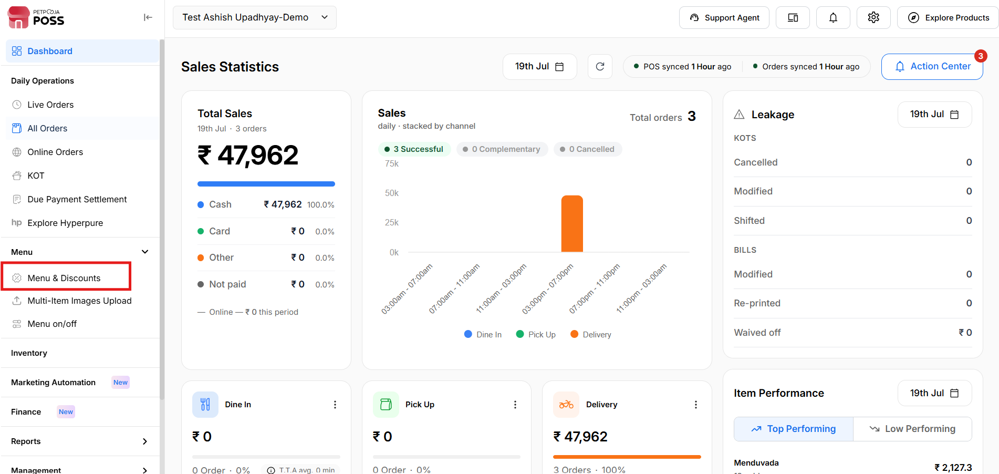 PETPOOJA
POSS
Test Ashish Upadhyay-Demo
Support Agent
Explore Products
Dashboard
Daily Operations
Live Orders
All Orders
Online Orders
KOT
Due Payment Settlement
hp Explore Hyperpure
Menu
Menu & Discounts
Multi-Item Images Upload
Menu on/off
Inventory
Marketing Automation New
Finance New
Reports
Management
Sales Statistics
19th Jul
POS synced 1 Hour ago
Orders synced 1 Hour ago
Action Center
3
Total Sales
19th Jul · 3 orders
₹ 47,962
Cash ₹ 47,962 100.0%
Card ₹ 0 0.0%
Other ₹ 0 0.0%
Not paid ₹ 0 0.0%
— Online — ₹ 0 this period
Sales
daily · stacked by channel
Total orders 3
3 Successful
0 Complementary
0 Cancelled
75k
50k
25k
0k
03:00am - 07:00am
07:00am - 11:00am
11:00am - 03:00pm
03:00pm - 07:00pm
07:00pm - 11:00pm
11:00pm - 03:00am
Dine In
Pick Up
Delivery
Leakage
19th Jul
KOTS
Cancelled 0
Modified 0
Shifted 0
BILLS
Modified 0
Re-printed 0
Waived off ₹ 0
Dine In
₹ 0
0 Order · 0%
T.T.A avg. 0 min
Pick Up
₹ 0
0 Order · 0%
Delivery
₹ 47,962
3 Orders · 100%
Item Performance
19th Jul
Top Performing
Low Performing
Menduvada
₹ 2,127.3